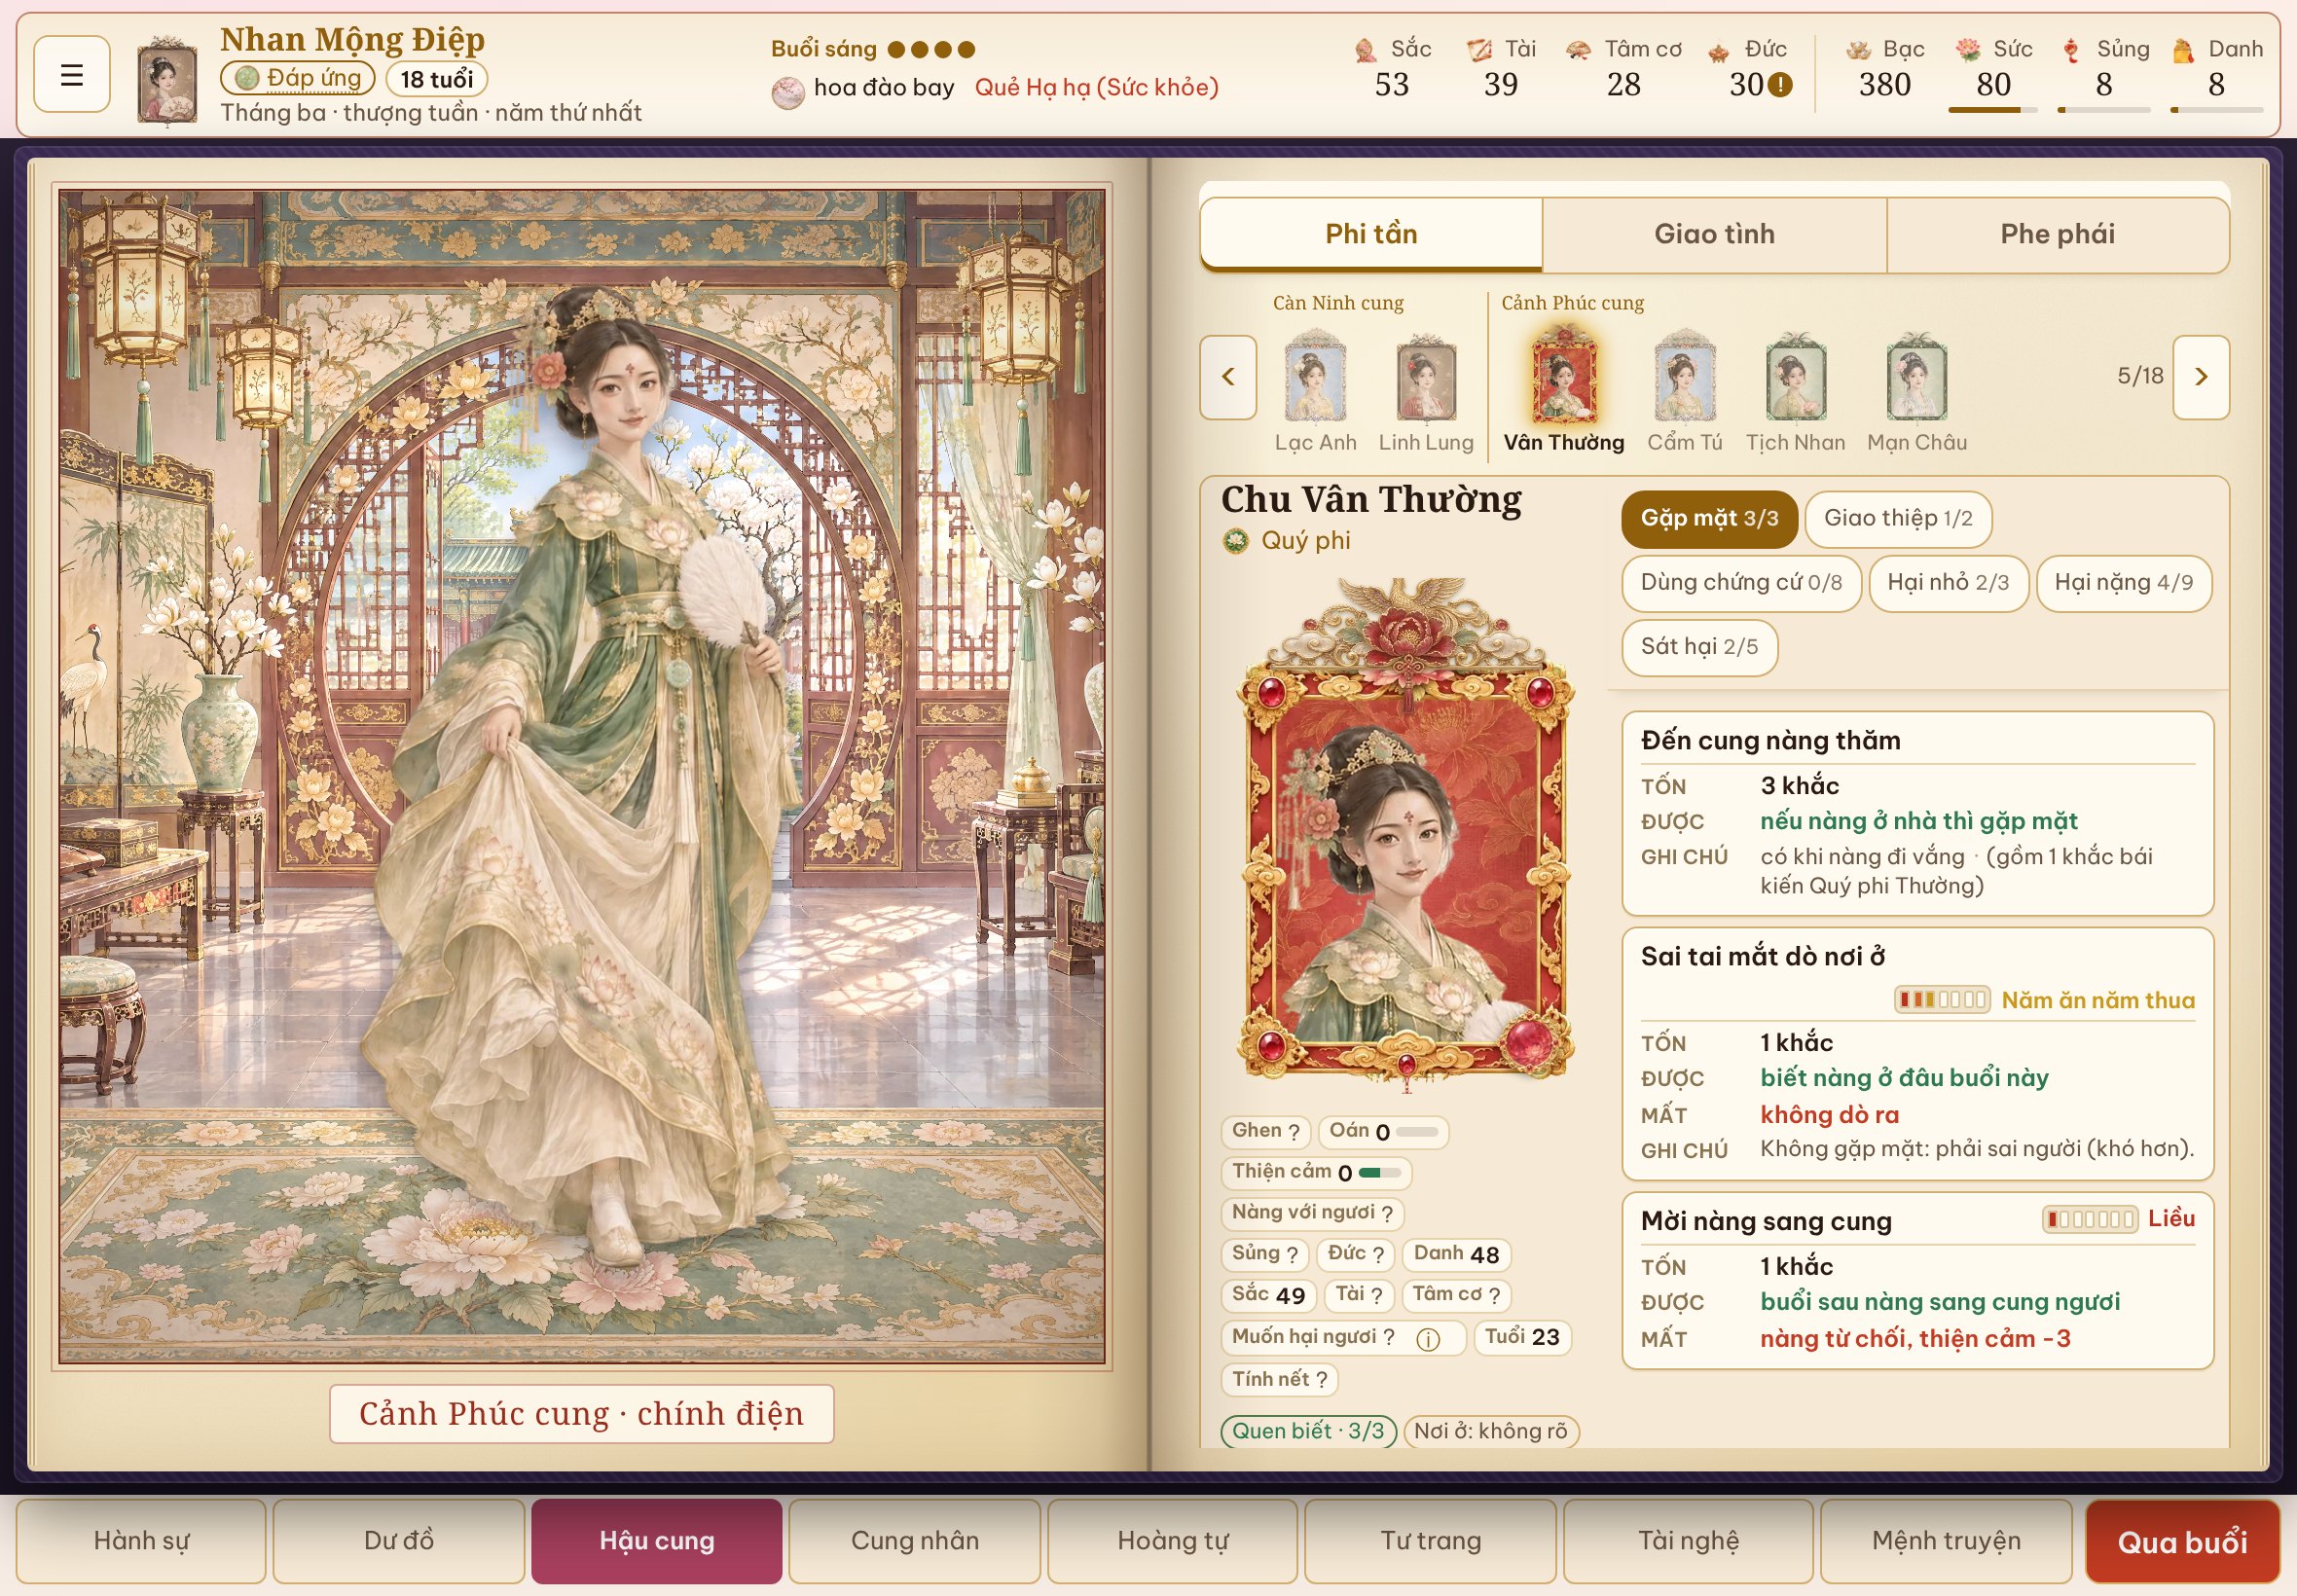 ☰
Nhan Mộng Điệp
Đáp ứng
18 tuổi
Tháng ba · thượng tuần · năm thứ nhất
Buổi sáng
hoa đào bay
Quẻ Hạ hạ (Sức khỏe)
Sắc
53
Tài
39
Tâm cơ
28
Đức
30 !
Bạc
380
Sức
80
Sủng
8
Danh
8
Cảnh Phúc cung · chính điện
Phi tần
Giao tình
Phe phái
Càn Ninh cung
Cảnh Phúc cung
<
Lạc Anh
Linh Lung
Vân Thường
Cẩm Tú
Tịch Nhan
Mạn Châu
5/18
>
Chu Vân Thường
Quý phi
Ghen ?
Oán 0
Thiện cảm 0
Nàng với ngươi ?
Sủng ?
Đức ?
Danh 48
Sắc 49
Tài ?
Tâm cơ ?
Muốn hại ngươi ? ⓘ
Tuổi 23
Tính nết ?
Quen biết · 3/3
Nơi ở: không rõ
Gặp mặt 3/3
Giao thiệp 1/2
Dùng chứng cứ 0/8
Hại nhỏ 2/3
Hại nặng 4/9
Sát hại 2/5
Đến cung nàng thăm
TỐN 3 khắc
ĐƯỢC nếu nàng ở nhà thì gặp mặt
GHI CHÚ có khi nàng đi vắng · (gồm 1 khắc bái
kiến Quý phi Thường)
Sai tai mắt dò nơi ở
Năm ăn năm thua
TỐN 1 khắc
ĐƯỢC biết nàng ở đâu buổi này
MẤT không dò ra
GHI CHÚ Không gặp mặt: phải sai người (khó hơn).
Mời nàng sang cung
Liều
TỐN 1 khắc
ĐƯỢC buổi sau nàng sang cung ngươi
MẤT nàng từ chối, thiện cảm -3
Hành sự
Dư đồ
Hậu cung
Cung nhân
Hoàng tự
Tư trang
Tài nghệ
Mệnh truyện
Qua buổi